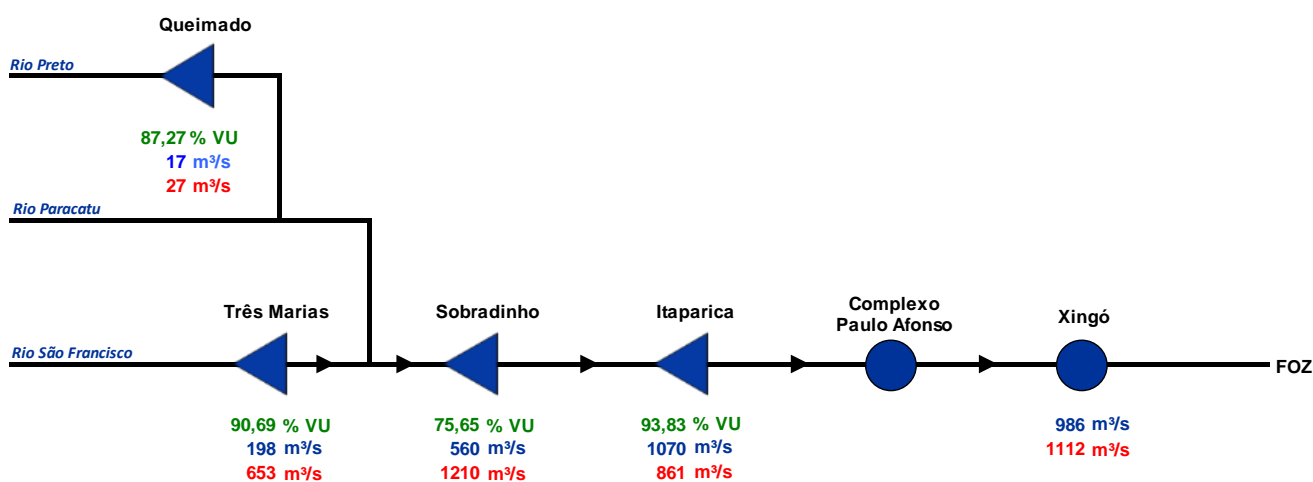 Queimado
Rio Preto
87,27 % VU
17 m³/s
27 m³/s
Rio Paracatu
Três Marias
Sobradinho
Itaparica
Complexo
Paulo Afonso
Xingó
Rio São Francisco
FOZ
90,69 % VU
198 m³/s
653 m³/s
75,65 % VU
560 m³/s
1210 m³/s
93,83 % VU
1070 m³/s
861 m³/s
986 m³/s
1112 m³/s